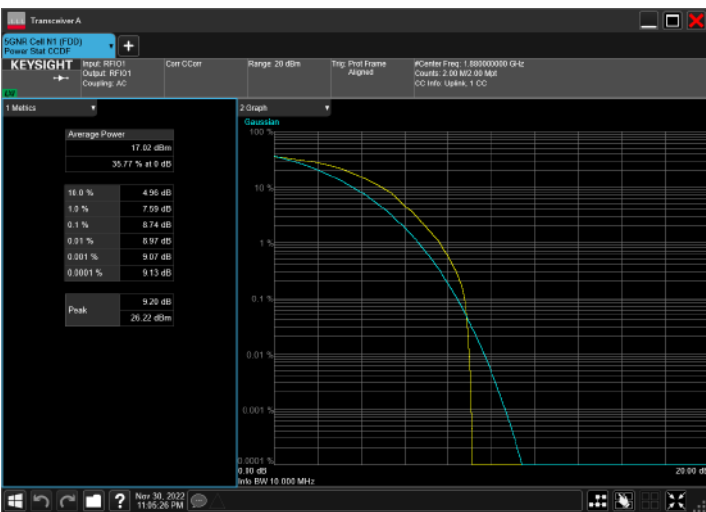 Transceiver A
5GNR Cell N1 (FDD)
Power Stat CCDF
KEYSIGHT
Input: RFIO1
Output: RFIO1
Coupling: AC
Corr CCorr
Range: 20 dBm
Trig: Prot Frame
Aligned
#Center Freq: 1.880000000 GHz
Counts: 2.00 M/2.00 Mpt
CC Info: Uplink, 1 CC
1 Metrics
Average Power
17.02 dBm
35.77 % at 0 dB
10.0 % 4.96 dB
1.0 % 7.59 dB
0.1 % 8.74 dB
0.01 % 8.97 dB
0.001 % 9.07 dB
0.0001 % 9.13 dB
Peak
9.20 dB
26.22 dBm
2 Graph
Gaussian
100 %
10 %
1 %
0.1 %
0.01 %
0.001 %
0.0001 %
0.00 dB
20.00 dB
Info BW 10.000 MHz
Nov 30, 2022
11:05:26 PM